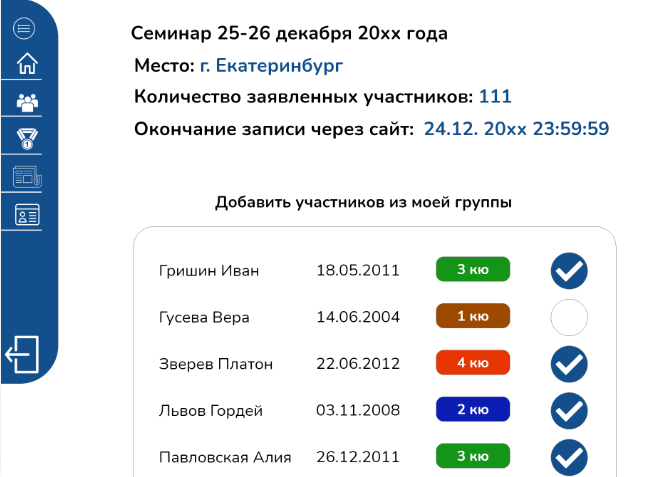 Семинар 25-26 декабря 20xx года
Место: г. Екатеринбург
Количество заявленных участников: 111
Окончание записи через сайт: 24.12. 20xx 23:59:59
Добавить участников из моей группы
Гришин Иван 18.05.2011 3 кю
Гусева Вера 14.06.2004 1 кю
Зверев Платон 22.06.2012 4 кю
Львов Гордей 03.11.2008 2 кю
Павловская Алия 26.12.2011 3 кю
1